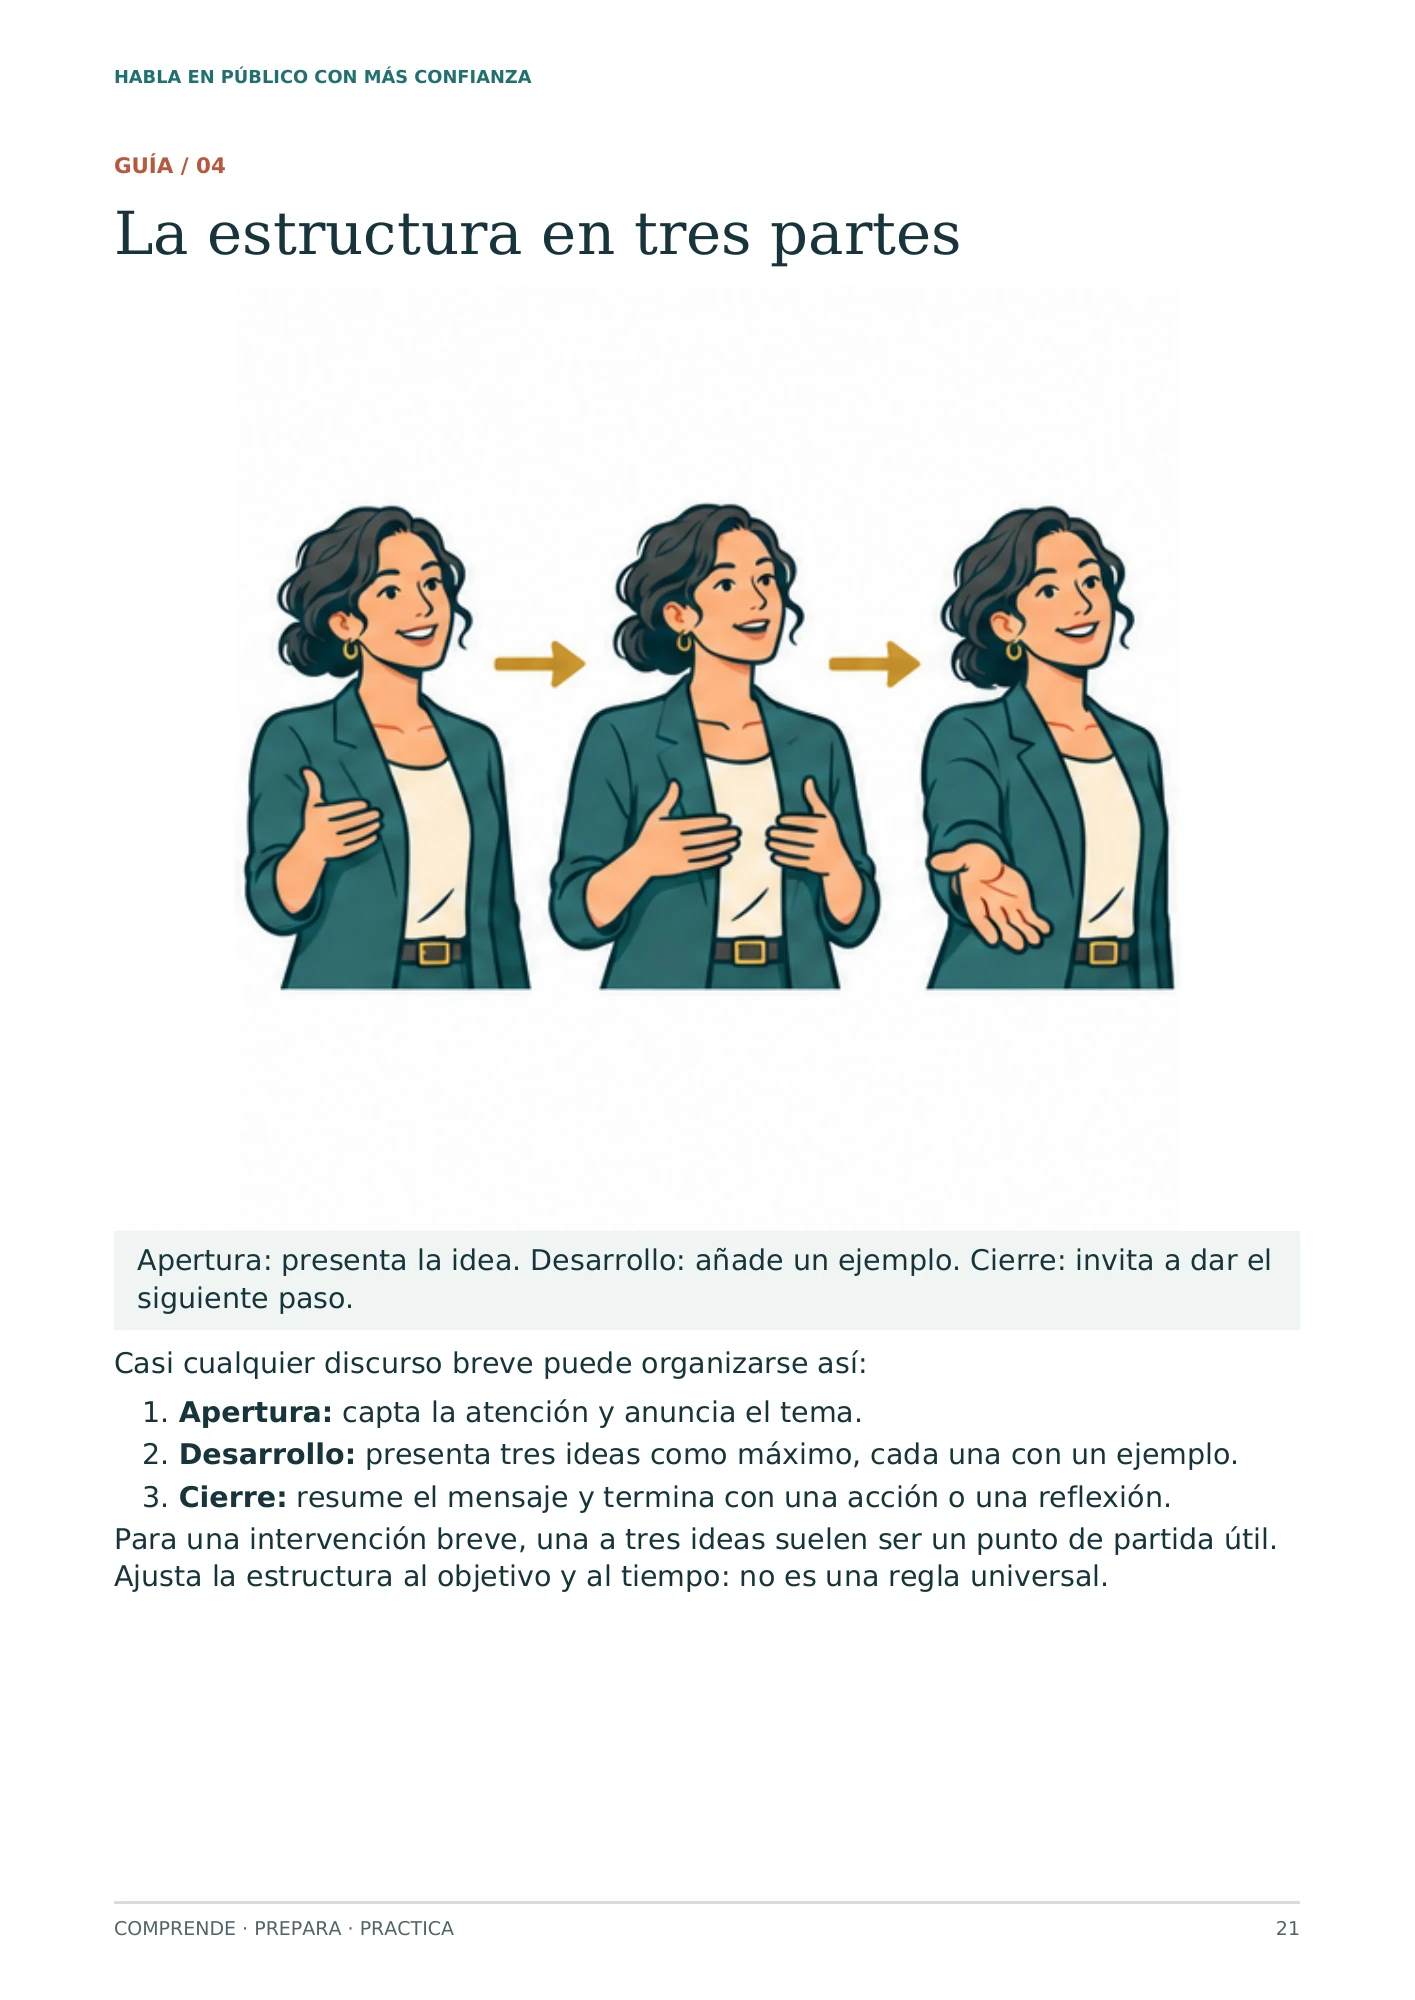 HABLA EN PÚBLICO CON MÁS CONFIANZA
GUÍA / 04
La estructura en tres partes
Apertura: presenta la idea. Desarrollo: añade un ejemplo. Cierre: invita a dar el
siguiente paso.
Casi cualquier discurso breve puede organizarse así:
1. Apertura: capta la atención y anuncia el tema.
2. Desarrollo: presenta tres ideas como máximo, cada una con un ejemplo.
3. Cierre: resume el mensaje y termina con una acción o una reflexión.
Para una intervención breve, una a tres ideas suelen ser un punto de partida útil.
Ajusta la estructura al objetivo y al tiempo: no es una regla universal.
COMPRENDE · PREPARA · PRACTICA
21